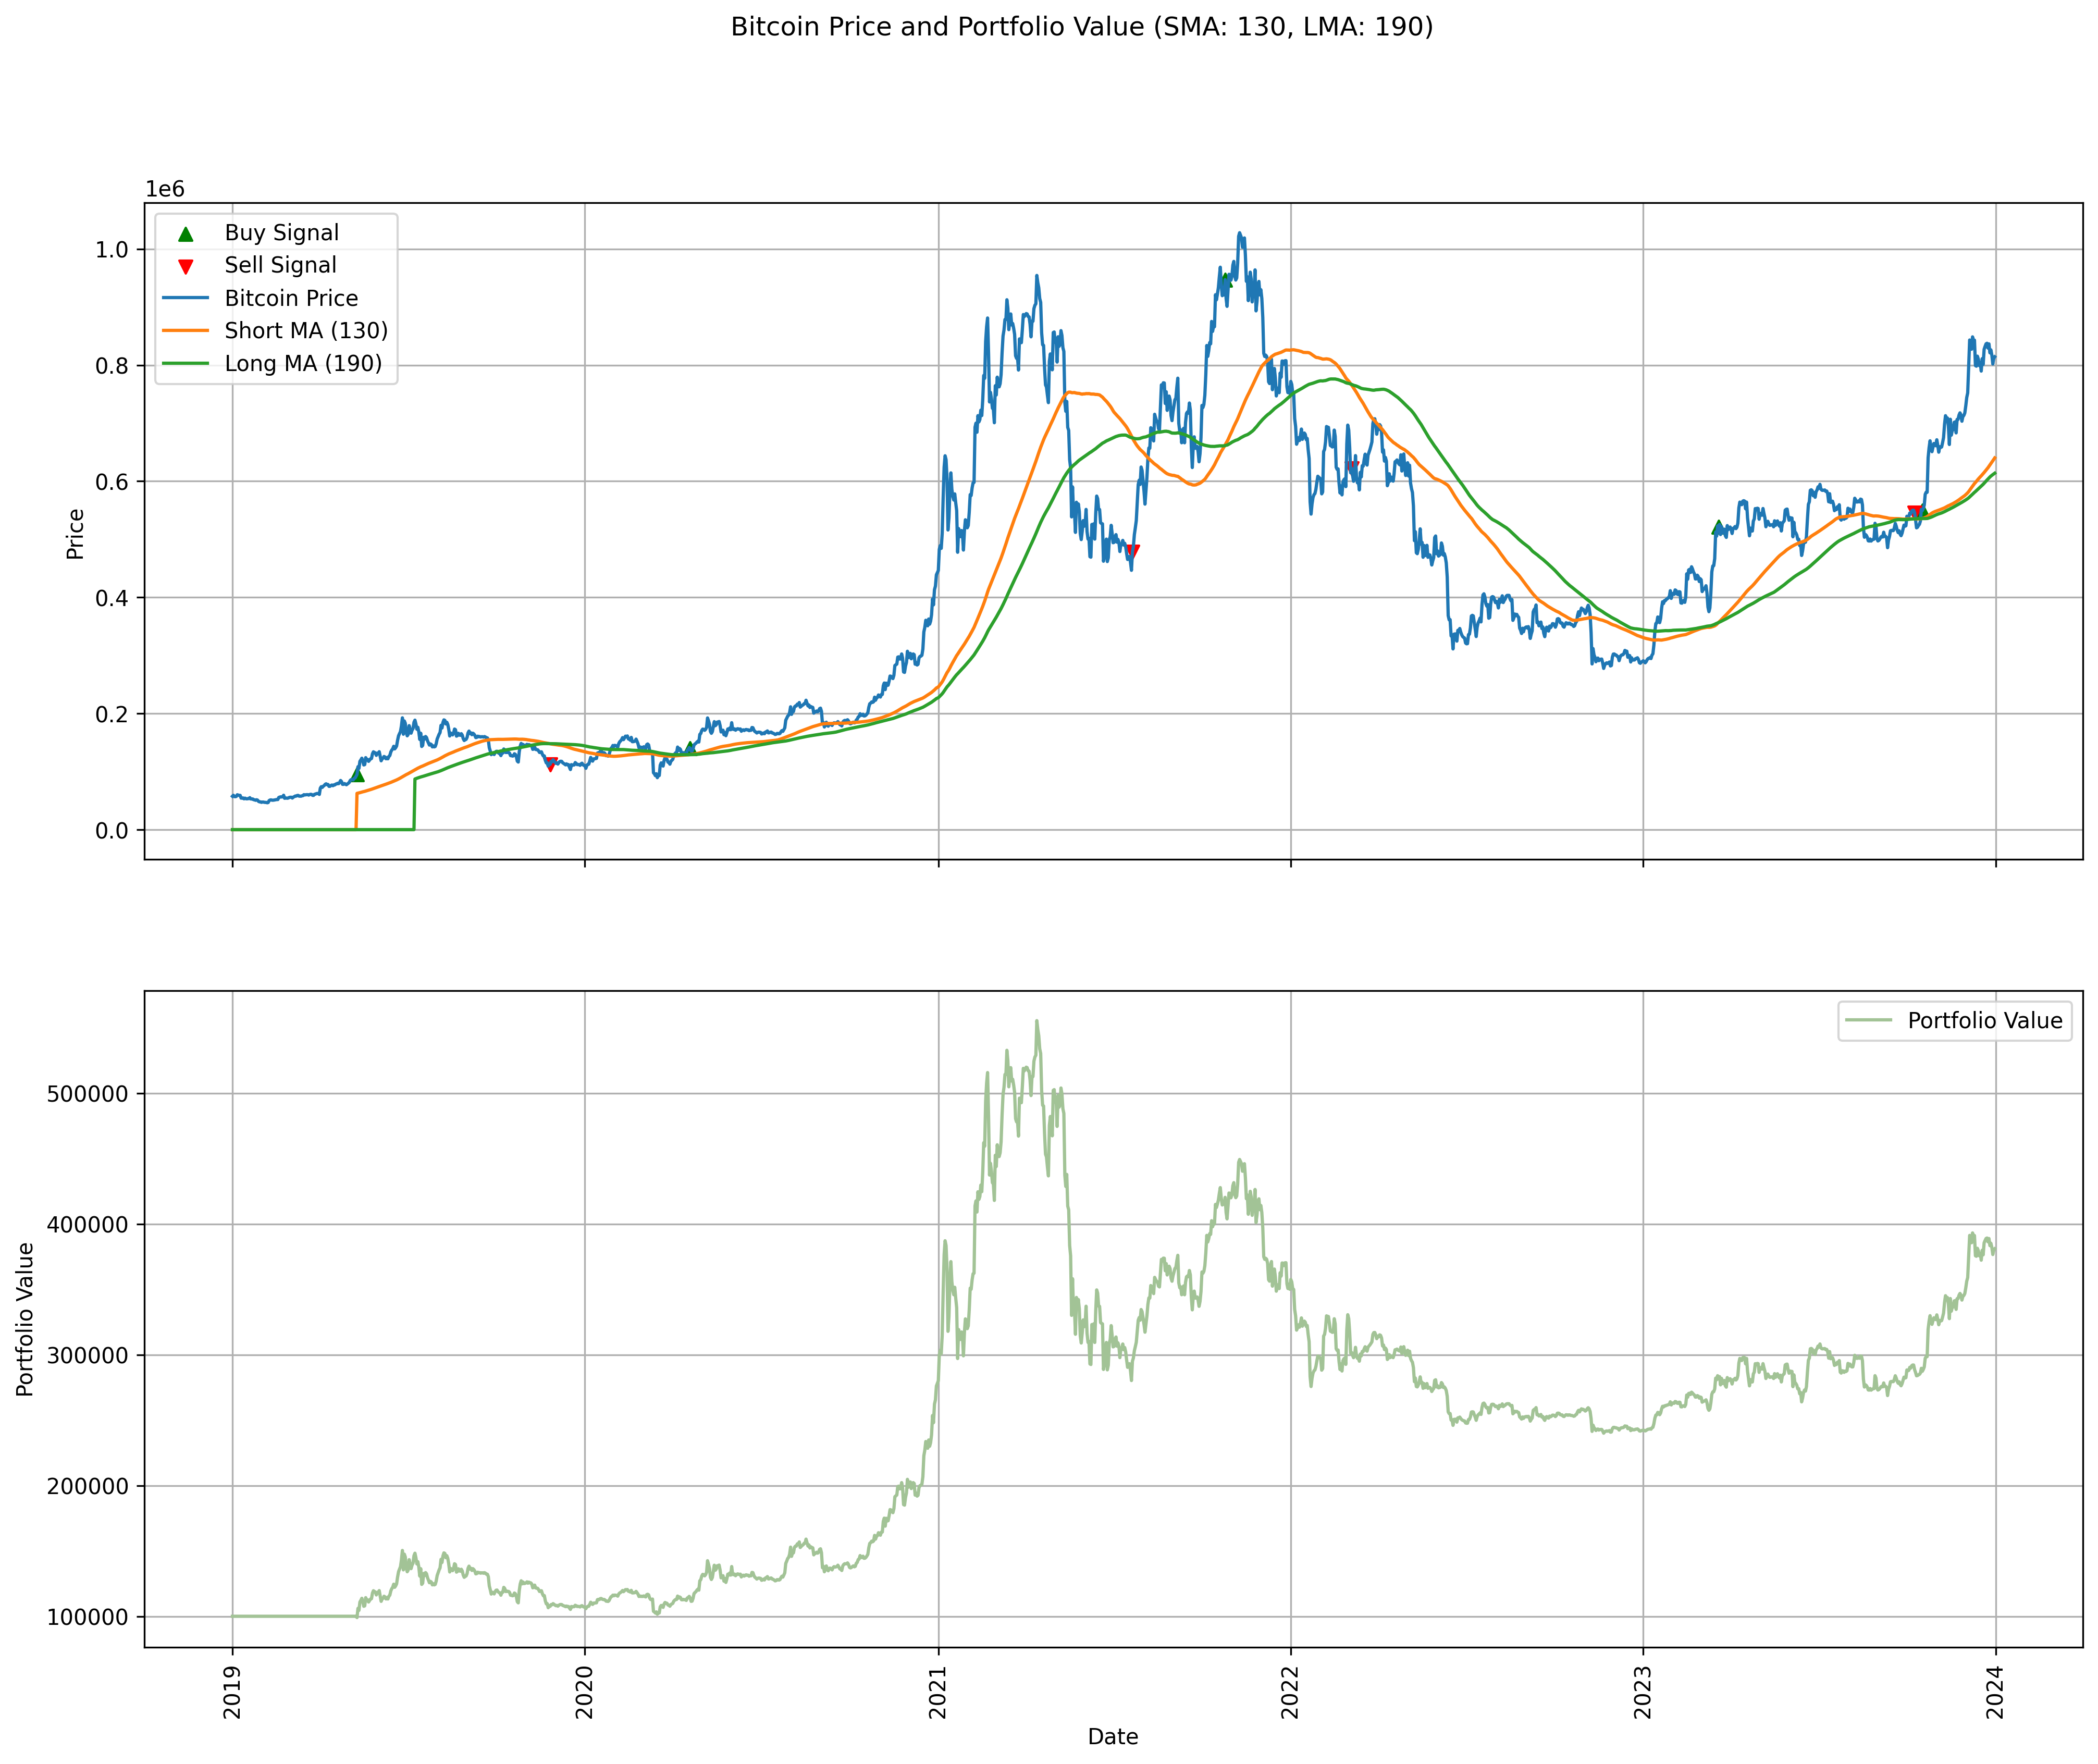 Bitcoin Price and Portfolio Value (SMA: 130, LMA: 190)
1e6
Buy Signal
Sell Signal
Bitcoin Price
Short MA (130)
Long MA (190)
1.0
0.8
0.6
0.4
0.2
0.0
Price
Portfolio Value
500000
400000
300000
200000
100000
Portfolio Value
2019
2020
2021
2022
2023
2024
Date